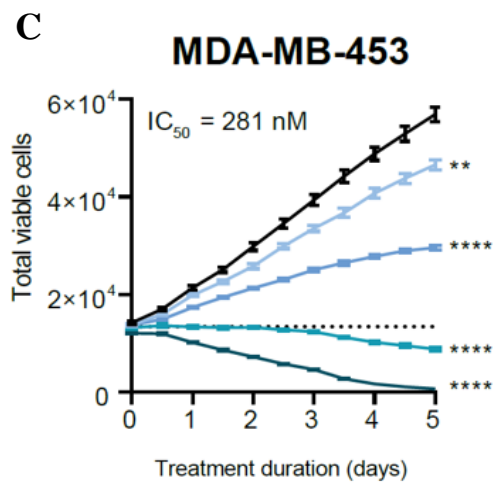 C
MDA-MB-453
6×10⁴
IC₅₀ = 281 nM
4×10⁴
2×10⁴
0
Total viable cells
**
****
****
****
0 1 2 3 4 5
Treatment duration (days)